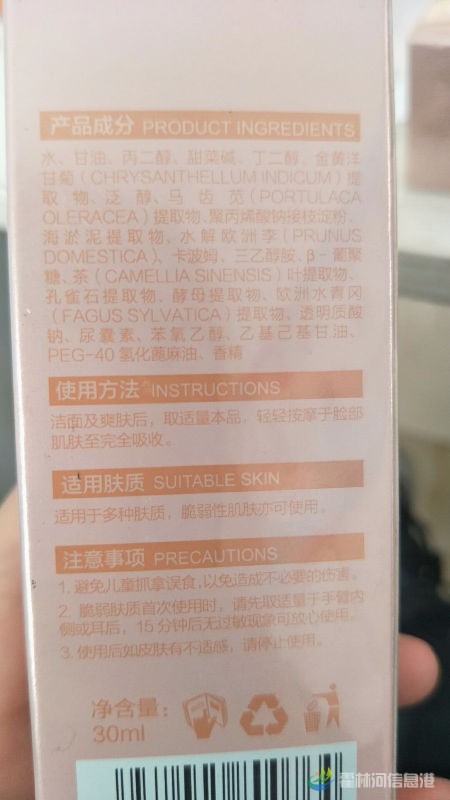 产品成分 PRODUCT INGREDIENTS
水、甘油、丙二醇、甜菜碱、丁二醇、金黄洋
甘菊(CHRYSANTHELLUM INDICUM)提
取物、泛醇、马齿苋(PORTULACA
OLERACEA)提取物、聚丙烯酸钠接枝淀粉、
海淤泥提取物、水解欧洲李(PRUNUS
DOMESTICA)、卡波姆、三乙醇胺、β-葡聚
糖、茶(CAMELLIA SINENSIS)叶提取物、
孔雀石提取物、酵母提取物、欧洲水青冈
(FAGUS SYLVATICA)提取物、透明质酸
钠、尿囊素、苯氧乙醇、乙基己基甘油、
PEG-40氢化蓖麻油、香精
使用方法 INSTRUCTIONS
洁面及爽肤后，取适量本品，轻轻按摩于脸部
肌肤至完全吸收。
适用肤质 SUITABLE SKIN
适用于多种肤质，脆弱性肌肤亦可使用。
注意事项 PRECAUTIONS
1. 避免儿童抓拿误食，以免造成不必要的伤害。
2. 脆弱肤质首次使用时，请先取适量于手臂内
侧或耳后，15分钟后无过敏现象可放心使用。
3. 使用后如皮肤有不适感，请停止使用。
净含量：
30ml
霍林河信息港